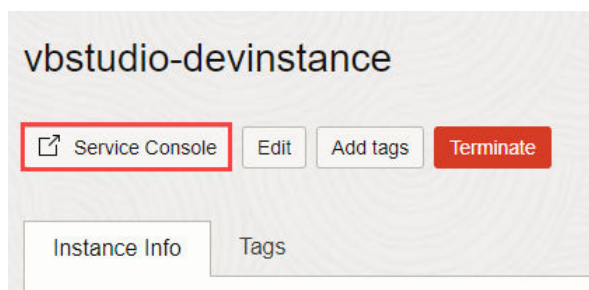 vbstudio-devinstance
Service Console Edit Add tags Terminate
Instance Info Tags